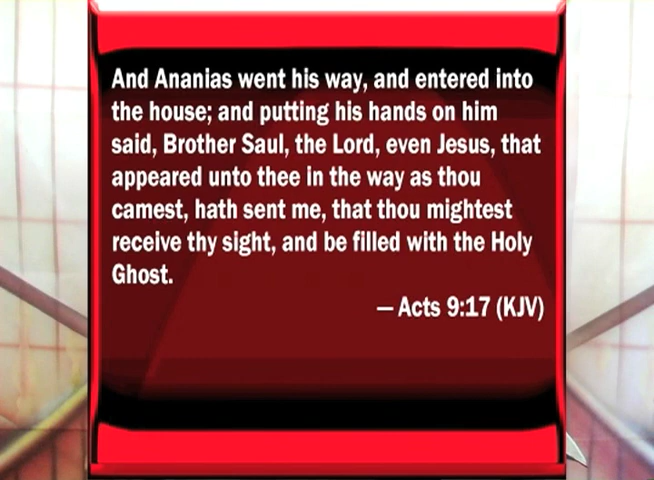 And Ananias went his way, and entered into
the house; and putting his hands on him
said, Brother Saul, the Lord, even Jesus, that
appeared unto thee in the way as thou
camest, hath sent me, that thou mightest
receive thy sight, and be filled with the Holy
Ghost.
— Acts 9:17 (KJV)